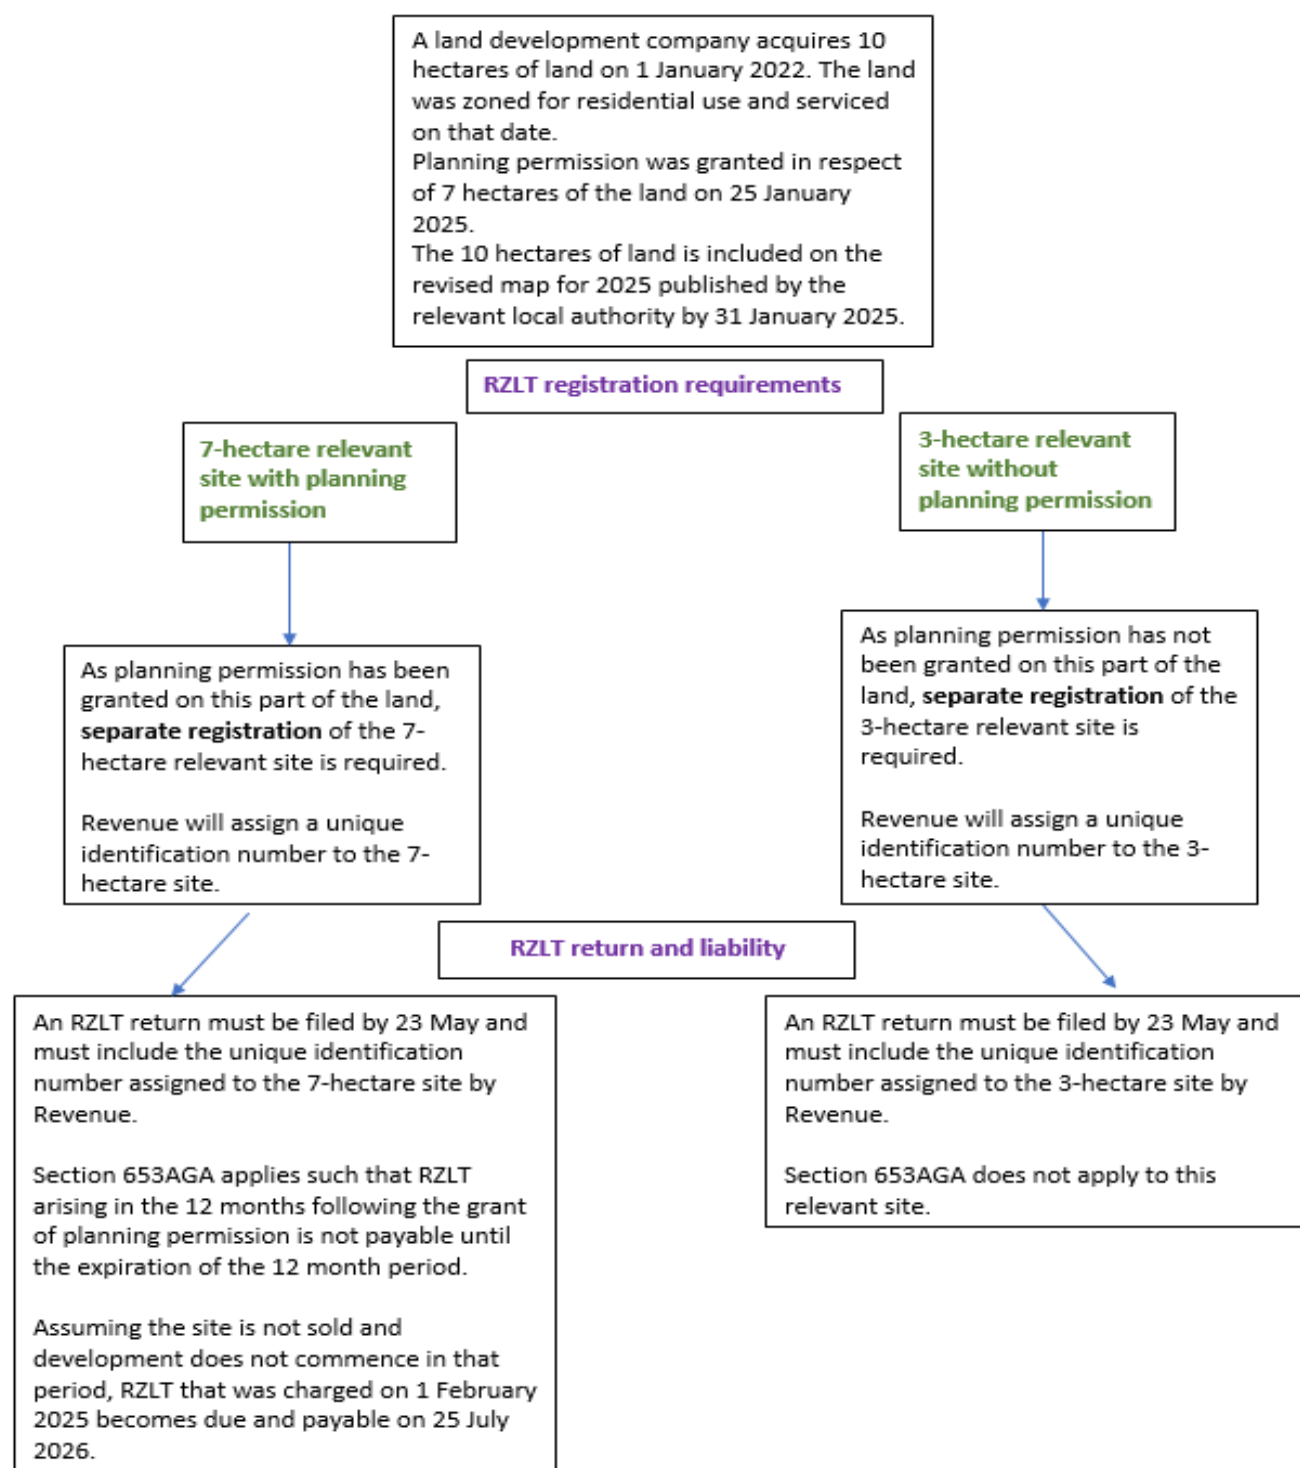 A land development company acquires 10
hectares of land on 1 January 2022. The land
was zoned for residential use and serviced
on that date.
Planning permission was granted in respect
of 7 hectares of the land on 25 January
2025.
The 10 hectares of land is included on the
revised map for 2025 published by the
relevant local authority by 31 January 2025.
RZLT registration requirements
7-hectare relevant
site with planning
permission
3-hectare relevant
site without
planning permission
As planning permission has been
granted on this part of the land,
separate registration of the 7-
hectare relevant site is required.
Revenue will assign a unique
identification number to the 7-
hectare site.
As planning permission has not
been granted on this part of the
land, separate registration of the
3-hectare relevant site is
required.
Revenue will assign a unique
identification number to the 3-
hectare site.
RZLT return and liability
An RZLT return must be filed by 23 May and
must include the unique identification
number assigned to the 7-hectare site by
Revenue.
Section 653AGA applies such that RZLT
arising in the 12 months following the grant
of planning permission is not payable until
the expiration of the 12 month period.
Assuming the site is not sold and
development does not commence in that
period, RZLT that was charged on 1 February
2025 becomes due and payable on 25 July
2026.
An RZLT return must be filed by 23 May and
must include the unique identification
number assigned to the 3-hectare site by
Revenue.
Section 653AGA does not apply to this
relevant site.